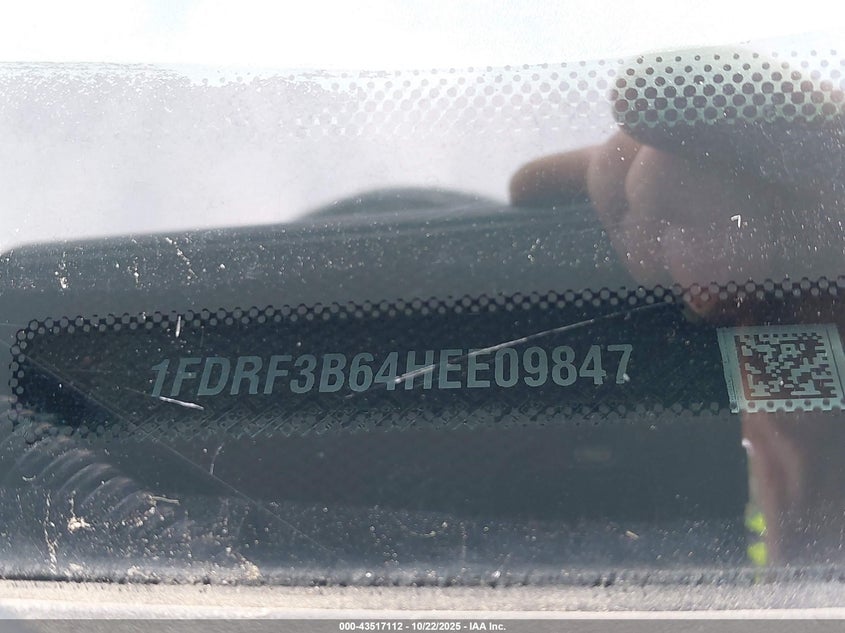 1FDRF3B64HEE09847
000-43517112 - 10/22/2025 - IAA Inc.